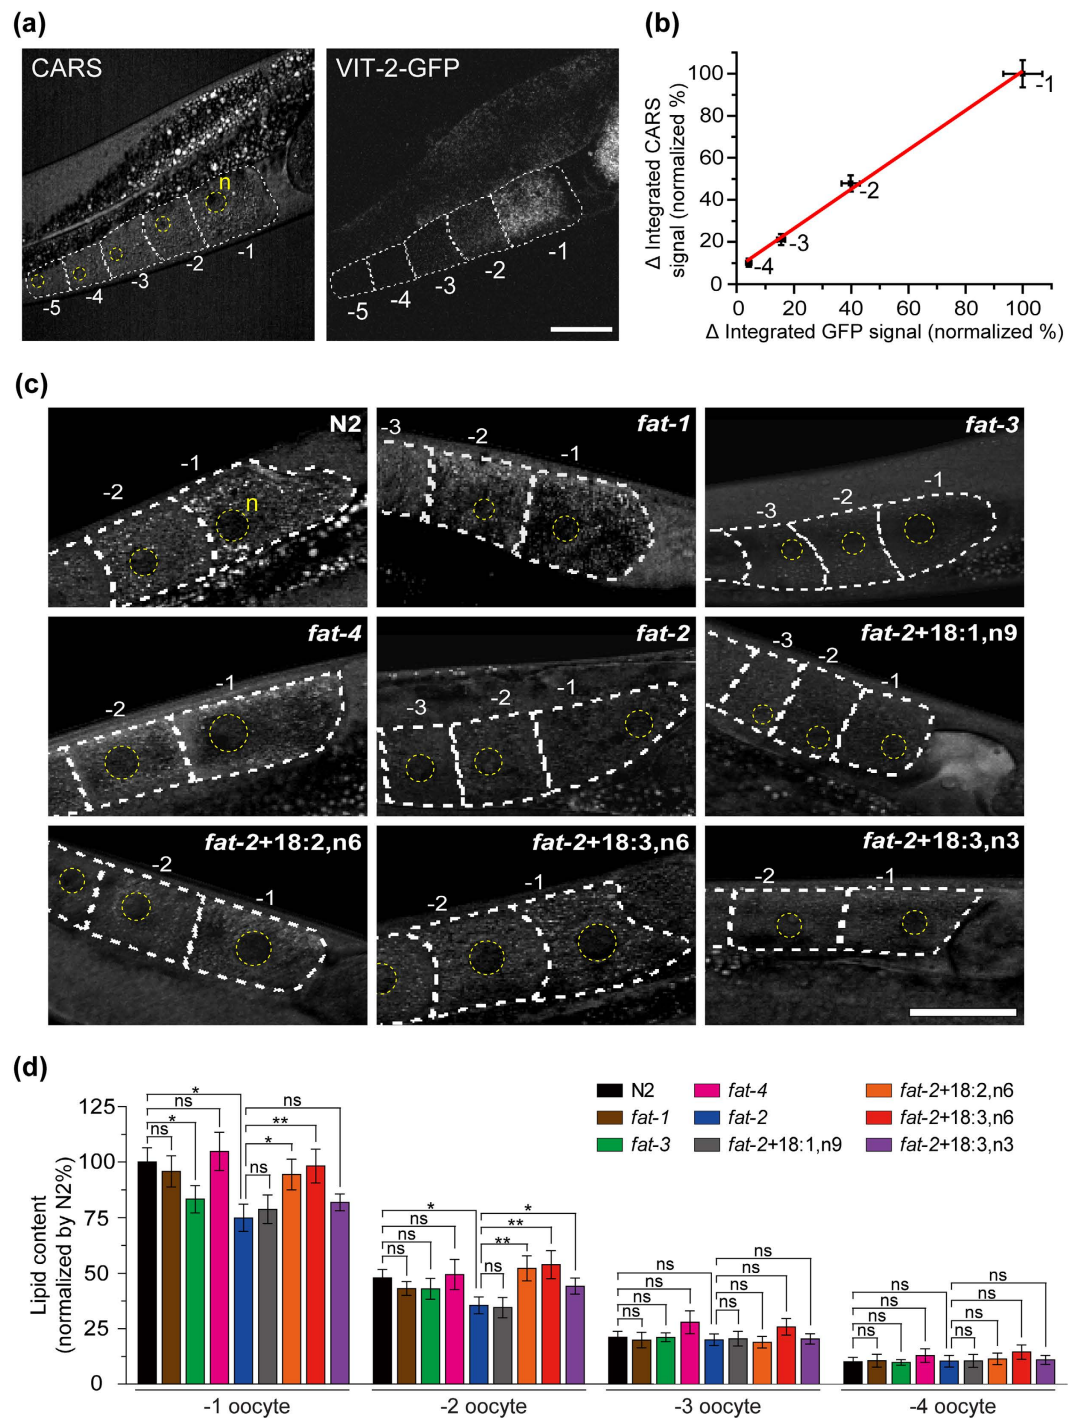 (a)
CARS
n
-1
-2
-3
-4
-5
VIT-2-GFP
-1
-2
-3
-4
-5
(b)
Δ Integrated CARS
signal (normalized %)
100
80
60
40
20
0
-1
-2
-3
-4
0 20 40 60 80 100
Δ Integrated GFP signal (normalized %)
(c)
N2
-1
-2
n
fat-1
-3
-2
-1
fat-3
-1
-2
-3
fat-4
-1
-2
fat-2
-1
-2
-3
fat-2+18:1,n9
-3
-2
-1
fat-2+18:2,n6
-2
-1
fat-2+18:3,n6
-1
-2
fat-2+18:3,n3
-2 -1
(d)
Lipid content
(normalized by N2%)
125
100
75
50
25
0
N2
fat-1
fat-3
fat-4
fat-2
fat-2+18:1,n9
fat-2+18:2,n6
fat-2+18:3,n6
fat-2+18:3,n3
* ns
ns **
* *
ns ns
* *
ns **
ns **
ns ns
ns ns
ns ns
ns ns
ns ns
ns ns
ns ns
ns ns
ns ns
-1 oocyte -2 oocyte -3 oocyte -4 oocyte